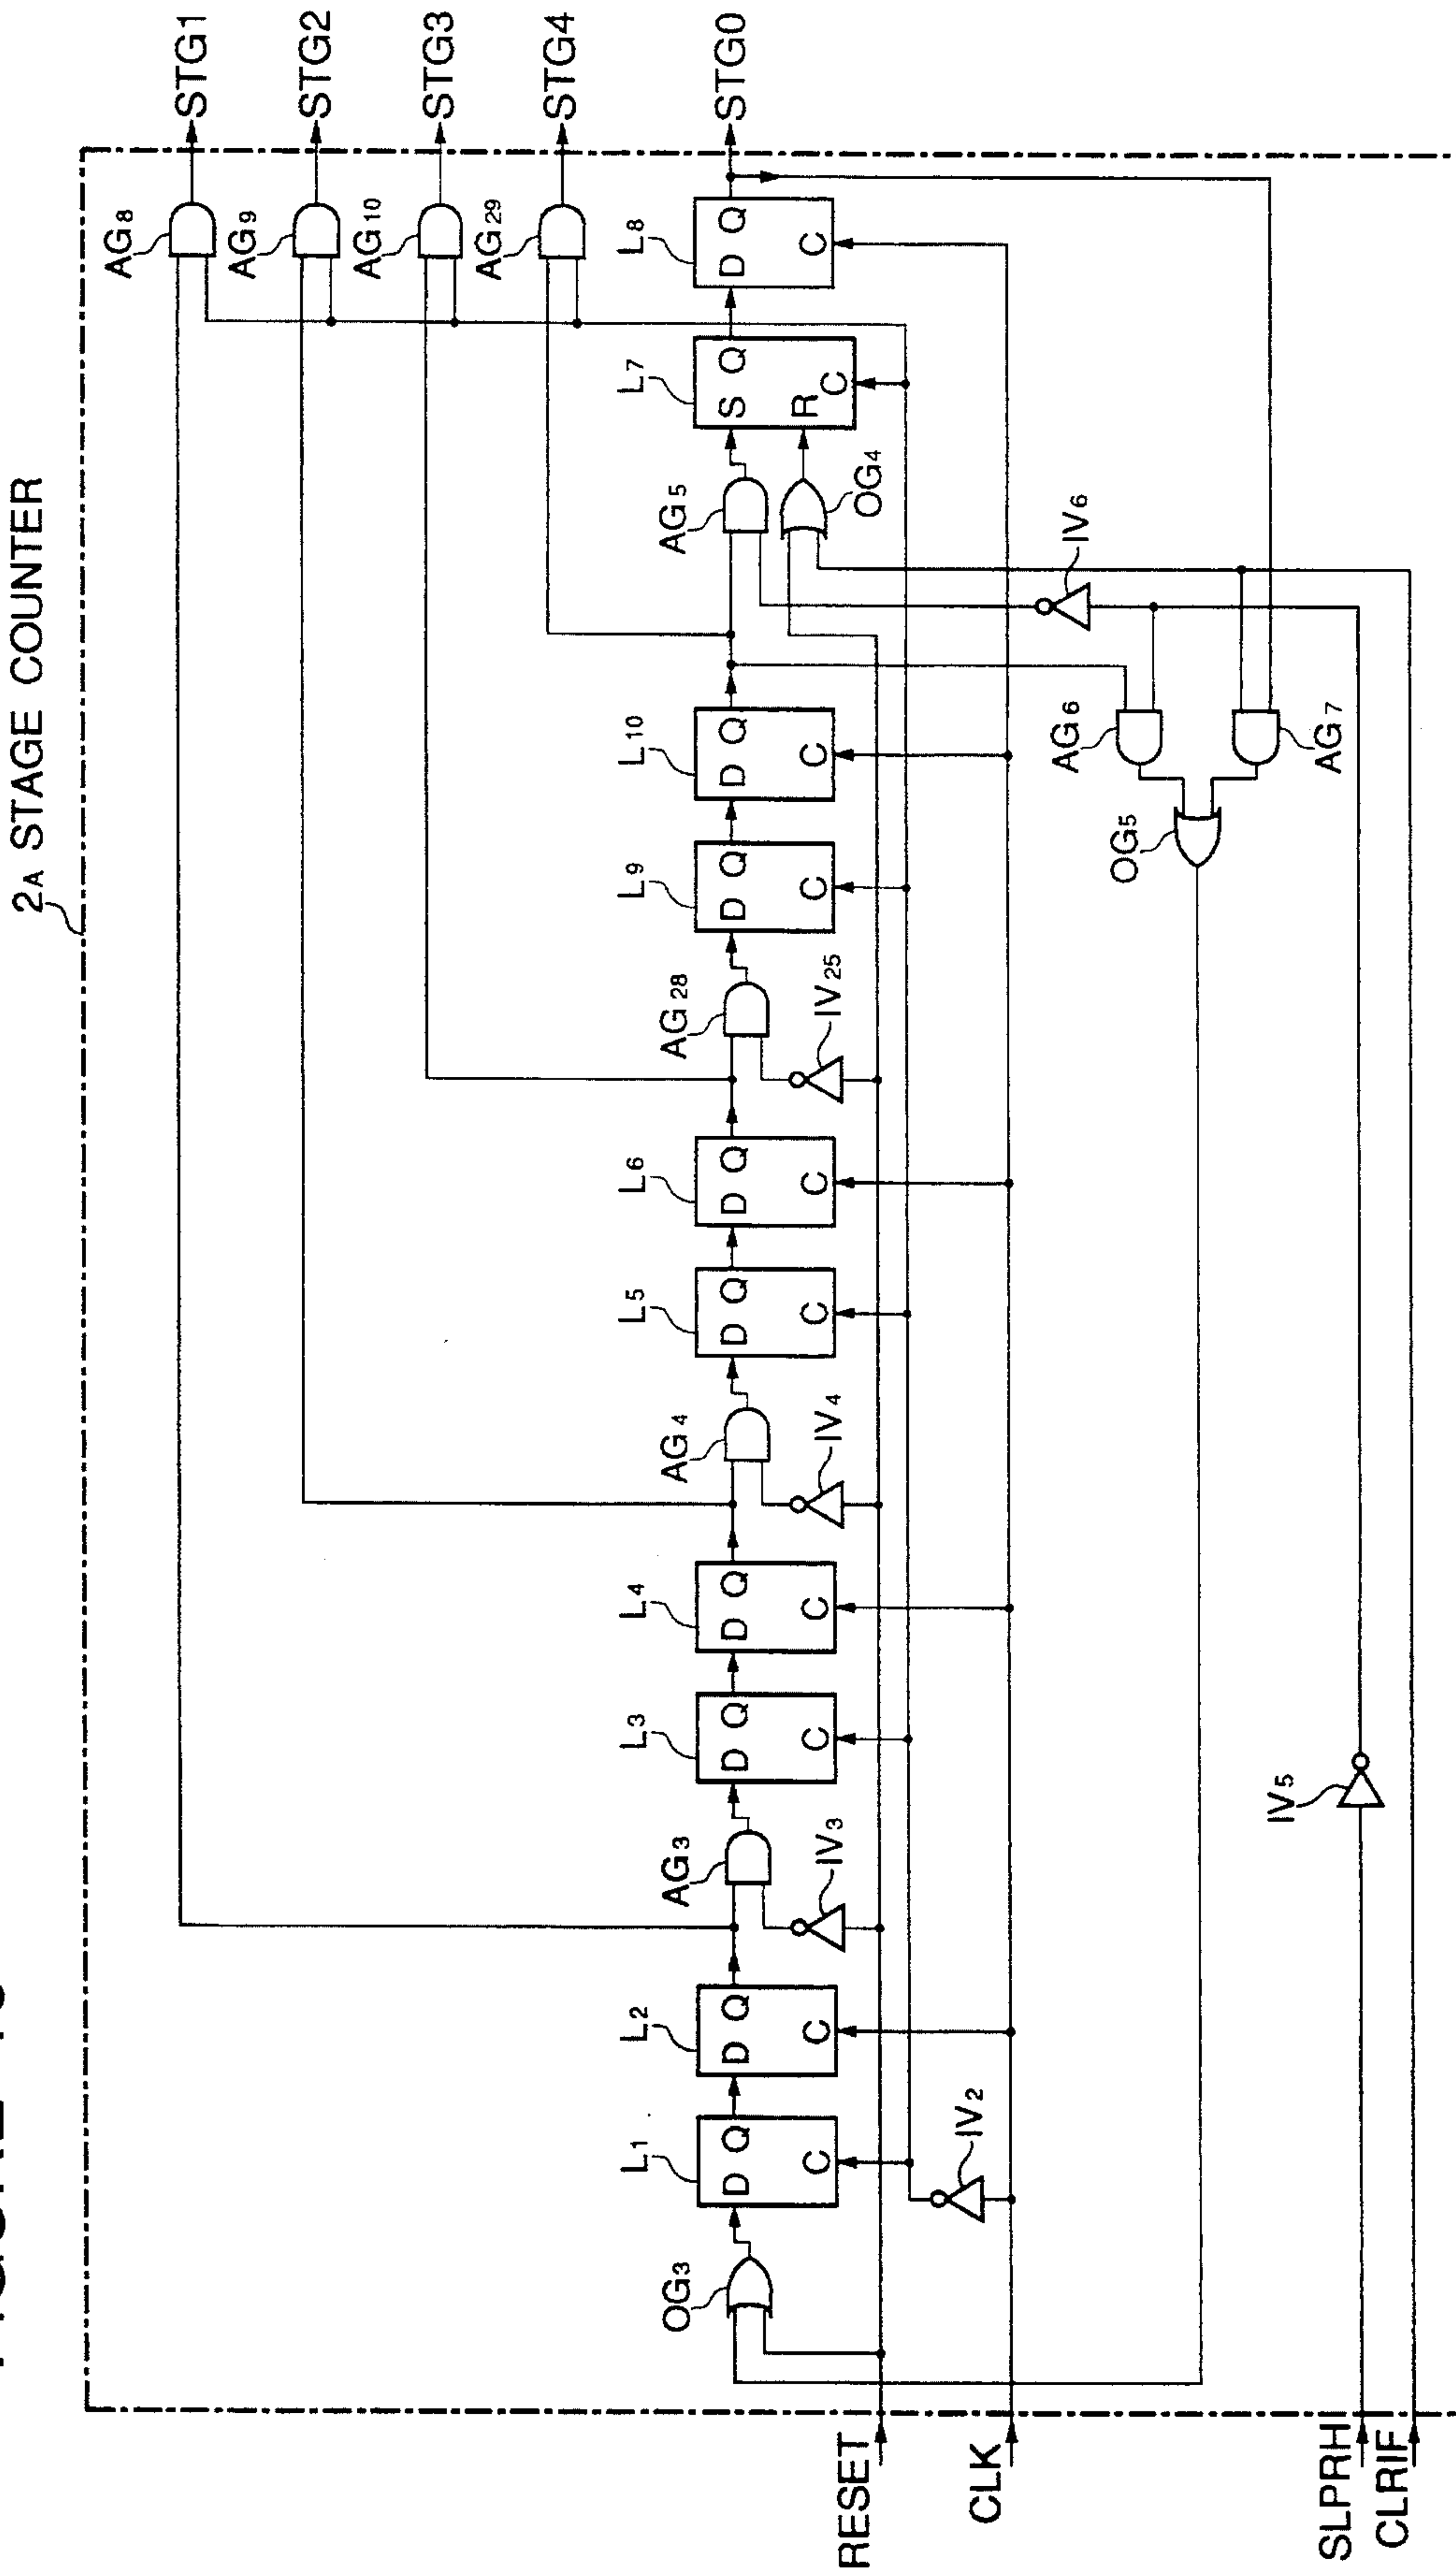 2A STAGE COUNTER
STG1
STG2
STG3
STG4
STG0
AG8
AG9
AG10
AG29
L8
D Q
C
L7
S Q
R
C
AG5
OG4
IV6
L10
D Q
C
AG6
AG7
OG5
L9
D Q
C
AG28
IV25
L6
D Q
C
L5
D Q
C
AG4
IV4
L4
D Q
C
L3
D Q
C
IV5
AG3
IV3
L2
D Q
C
L1
D Q
C
IV2
OG3
RESET
CLK
SLPRH
CLRIF